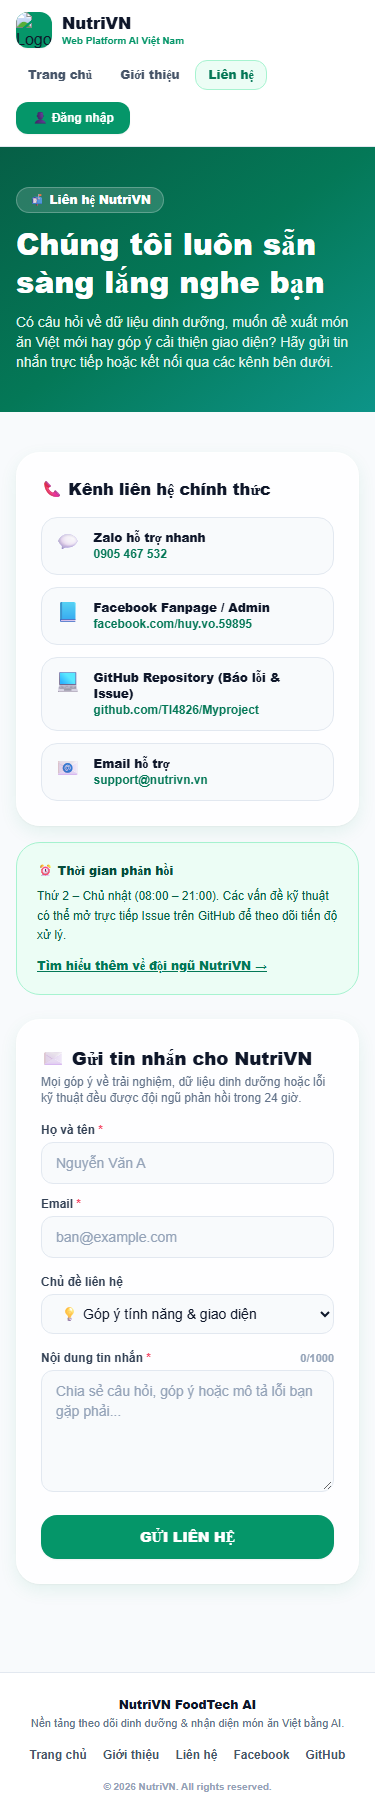 Logo
NutriVN
Web Platform AI Việt Nam
Trang chủ
Giới thiệu
Liên hệ
Đăng nhập
Liên hệ NutriVN
Chúng tôi luôn sẵn
sàng lắng nghe bạn
Có câu hỏi về dữ liệu dinh dưỡng, muốn đề xuất món
ăn Việt mới hay góp ý cải thiện giao diện? Hãy gửi tin
nhắn trực tiếp hoặc kết nối qua các kênh bên dưới.
Kênh liên hệ chính thức
Zalo hỗ trợ nhanh
0905 467 532
Facebook Fanpage / Admin
facebook.com/huy.vo.59895
GitHub Repository (Báo lỗi &
Issue)
github.com/TI4826/Myproject
Email hỗ trợ
support@nutrivn.vn
Thời gian phản hồi
Thứ 2 – Chủ nhật (08:00 – 21:00). Các vấn đề kỹ thuật
có thể mở trực tiếp Issue trên GitHub để theo dõi tiến độ
xử lý.
Tìm hiểu thêm về đội ngũ NutriVN →
Gửi tin nhắn cho NutriVN
Mọi góp ý về trải nghiệm, dữ liệu dinh dưỡng hoặc lỗi
kỹ thuật đều được đội ngũ phản hồi trong 24 giờ.
Họ và tên *
Nguyễn Văn A
Email *
ban@example.com
Chủ đề liên hệ
Góp ý tính năng & giao diện
Nội dung tin nhắn *
0/1000
Chia sẻ câu hỏi, góp ý hoặc mô tả lỗi bạn
gặp phải...
GỬI LIÊN HỆ
NutriVN FoodTech AI
Nền tảng theo dõi dinh dưỡng & nhận diện món ăn Việt bằng AI.
Trang chủ
Giới thiệu
Liên hệ
Facebook
GitHub
© 2026 NutriVN. All rights reserved.